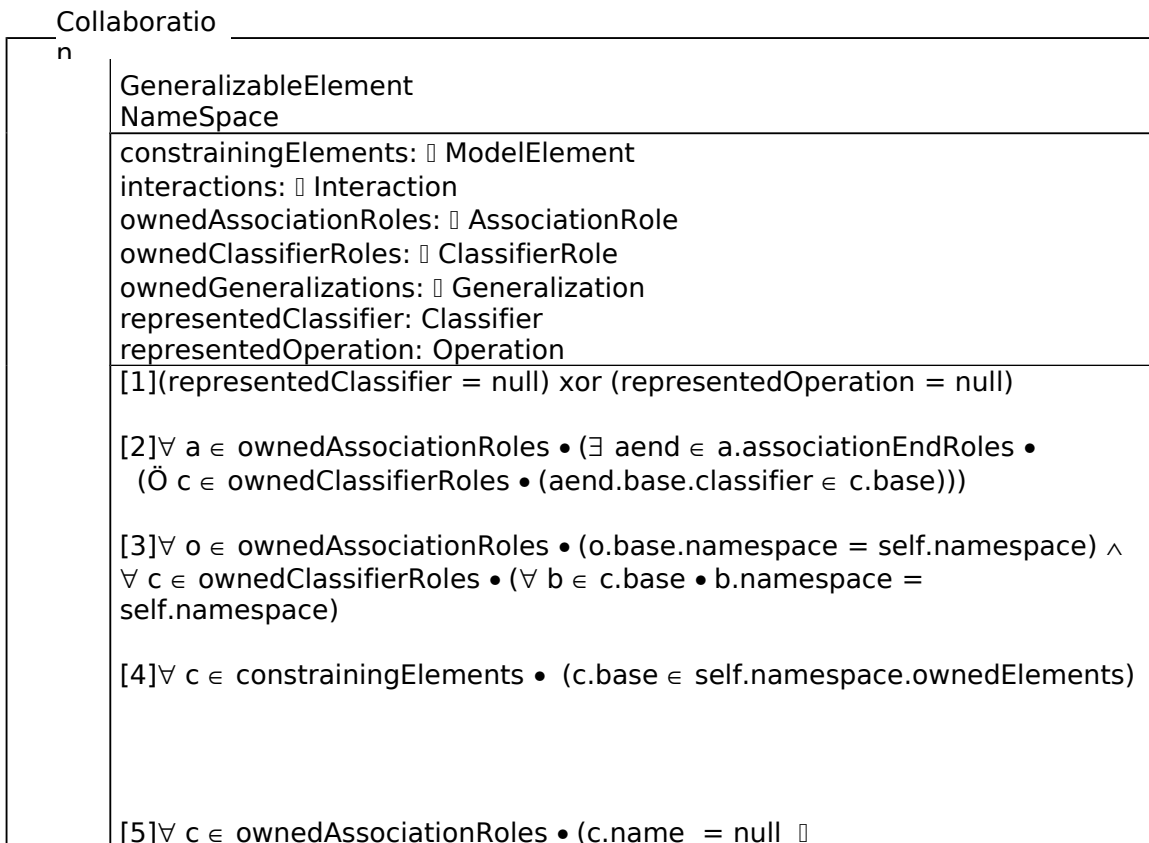 Collaboratio
n
GeneralizableElement
NameSpace
constrainingElements: ▯ ModelElement
interactions: ▯ Interaction
ownedAssociationRoles: ▯ AssociationRole
ownedClassifierRoles: ▯ ClassifierRole
ownedGeneralizations: ▯ Generalization
representedClassifier: Classifier
representedOperation: Operation
[1](representedClassifier = null) xor (representedOperation = null)
[2]∀ a ∈ ownedAssociationRoles • (∃ aend ∈ a.associationEndRoles •
(Ö c ∈ ownedClassifierRoles • (aend.base.classifier ∈ c.base)))
[3]∀ o ∈ ownedAssociationRoles • (o.base.namespace = self.namespace) ∧
∀ c ∈ ownedClassifierRoles • (∀ b ∈ c.base • b.namespace =
self.namespace)
[4]∀ c ∈ constrainingElements • (c.base ∈ self.namespace.ownedElements)
[5]∀ c ∈ ownedAssociationRoles • (c.name = null ▯